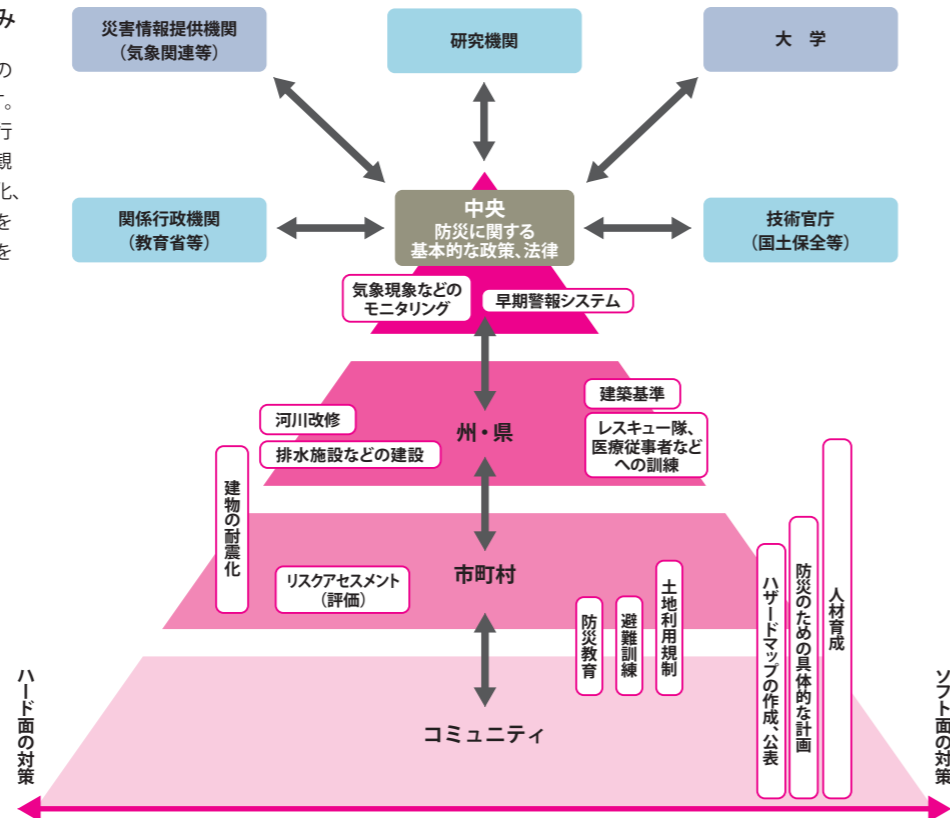 み
の
す。
行
観
化、
を
を
災害情報提供機関
（気象関連等）
研究機関
大　学
関係行政機関
（教育省等）
中央
防災に関する
基本的な政策、法律
技術官庁
（国土保全等）
気象現象などの
モニタリング
早期警報システム
建築基準
河川改修
州・県
レスキュー隊、
医療従事者など
への訓練
排水施設などの建設
建物の耐震化
市町村
リスクアセスメント
（評価）
防災教育
避難訓練
土地利用規制
ハザードマップの作成、公表
防災のための具体的な計画
人材育成
コミュニティ
ハード面の対策
ソフト面の対策